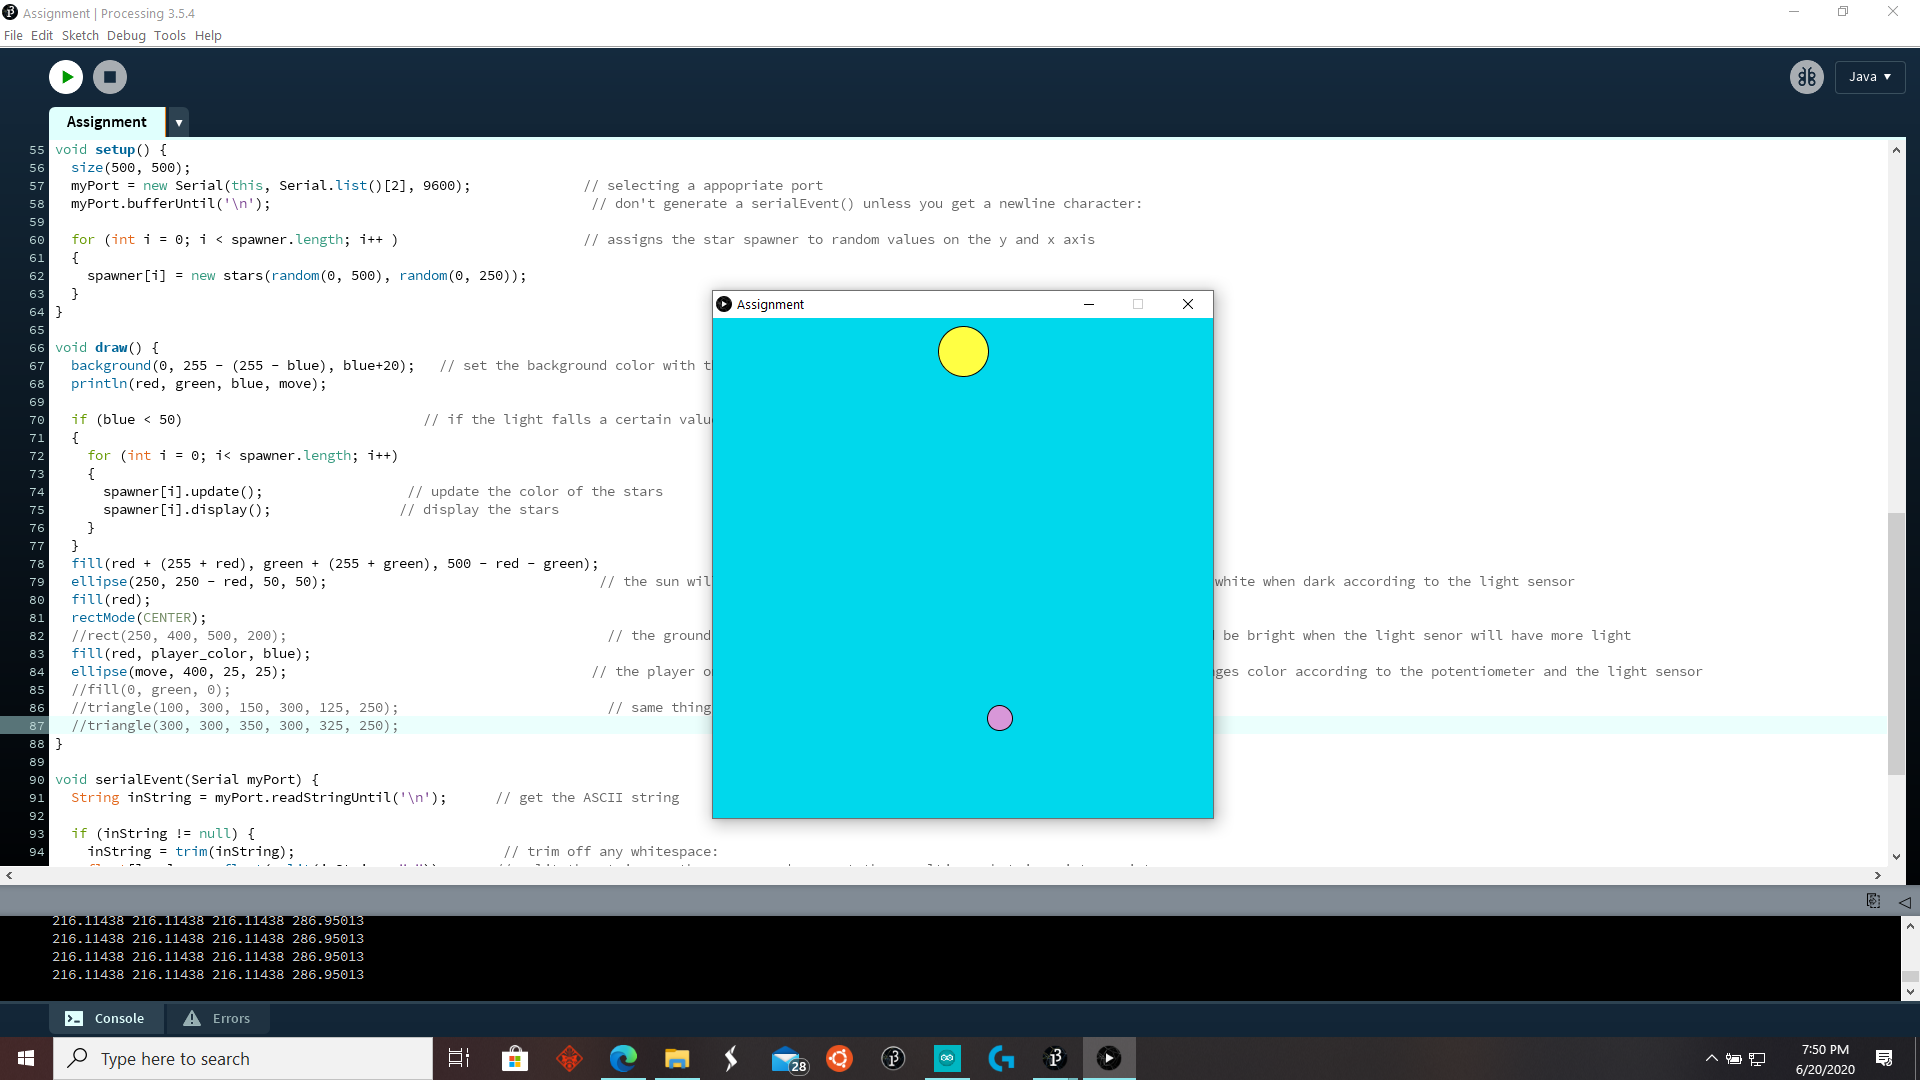 Assignment | Processing 3.5.4
File Edit Sketch Debug Tools Help
Java ▼
Assignment ▼
55 void setup() {
56 size(500, 500);
57 myPort = new Serial(this, Serial.list()[2], 9600); // selecting a appopriate port
58 myPort.bufferUntil('\n'); // don't generate a serialEvent() unless you get a newline character:
59
60 for (int i = 0; i < spawner.length; i++ ) // assigns the star spawner to random values on the y and x axis
61 {
62 spawner[i] = new stars(random(0, 500), random(0, 250));
63 }
64 }
65
66 void draw() {
67 background(0, 255 - (255 - blue), blue+20); // set the background color with
68 println(red, green, blue, move);
69
70 if (blue < 50) // if the light falls a certain
71 {
72 for (int i = 0; i< spawner.length; i++)
73 {
74 spawner[i].update(); // update the color of the stars
75 spawner[i].display(); // display the stars
76 }
77 }
78 fill(red + (255 + red), green + (255 + green), 500 - red - green);
79 ellipse(250, 250 - red, 50, 50); // the sun wil white when dark according to the light sensor
80 fill(red);
81 rectMode(CENTER);
82 //rect(250, 400, 500, 200); // the ground be bright when the light senor will have more light
83 fill(red, player_color, blue);
84 ellipse(move, 400, 25, 25); // the player o ges color according to the potentiometer and the light sensor
85 //fill(0, green, 0);
86 //triangle(100, 300, 150, 300, 125, 250); // same thing
87 //triangle(300, 300, 350, 300, 325, 250);
88 }
89
90 void serialEvent(Serial myPort) {
91 String inString = myPort.readStringUntil('\n'); // get the ASCII string
92
93 if (inString != null) {
94 inString = trim(inString); // trim off any whitespace:
Assignment
216.11438 216.11438 216.11438 286.95013
216.11438 216.11438 216.11438 286.95013
216.11438 216.11438 216.11438 286.95013
216.11438 216.11438 216.11438 286.95013
Console Errors
Type here to search
28
7:50 PM
6/20/2020